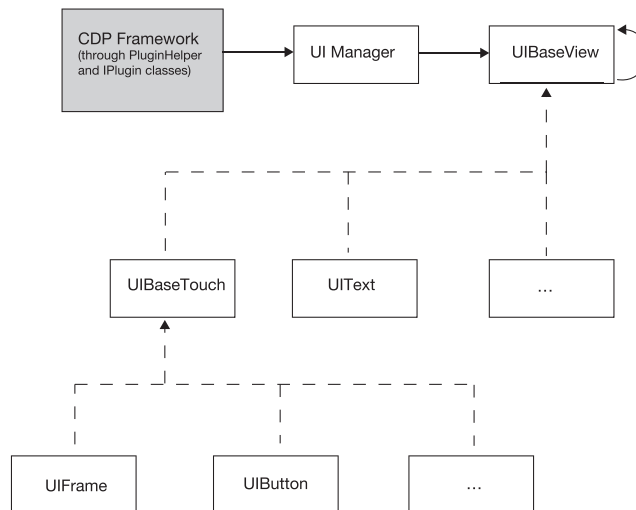 CDP Framework
(through PluginHelper
and IPlugin classes)
UI Manager
UIBaseView
UIBaseTouch
UIText
...
UIFrame
UIButton
...